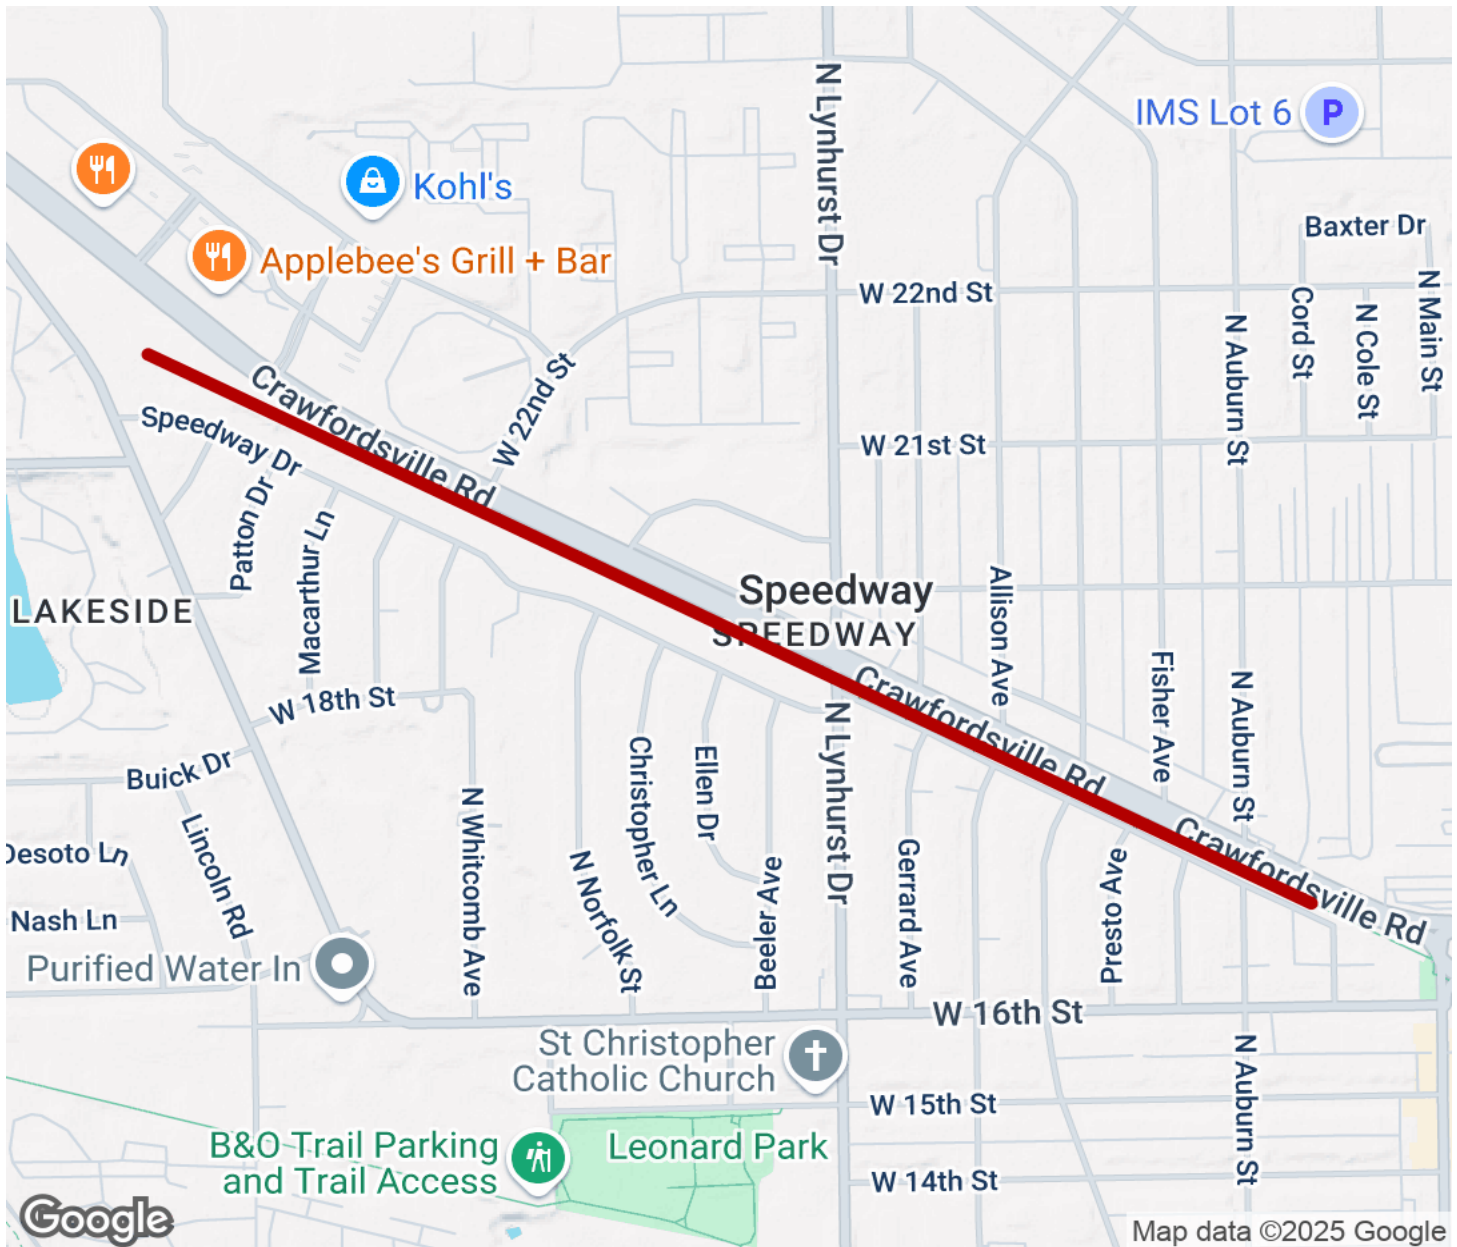 N Lynhurst Dr
IMS Lot 6
P
Kohl's
Baxter Dr
Applebee's Grill + Bar
W 22nd St
N Main St
Cord St
N Cole St
N Auburn St
W 22nd St
Crawfordsville Rd
Speedway Dr
W 21st St
Patton Dr
Macarthur Ln
LAKESIDE
Speedway
SPEEDWAY
Allison Ave
Fisher Ave
N Auburn St
W 18th St
Crawfordsville Rd
N Lynhurst Dr
Buick Dr
Christopher Ln
Ellen Dr
N Whitcomb Ave
Lincoln Rd
Desoto Ln
Nash Ln
N Norfolk St
Beeler Ave
Gerrard Ave
Presto Ave
Crawfordsville Rd
Purified Water In
W 16th St
St Christopher
Catholic Church
N Auburn St
W 15th St
B&O Trail Parking
and Trail Access
Leonard Park
W 14th St
Google
Map data ©2025 Google